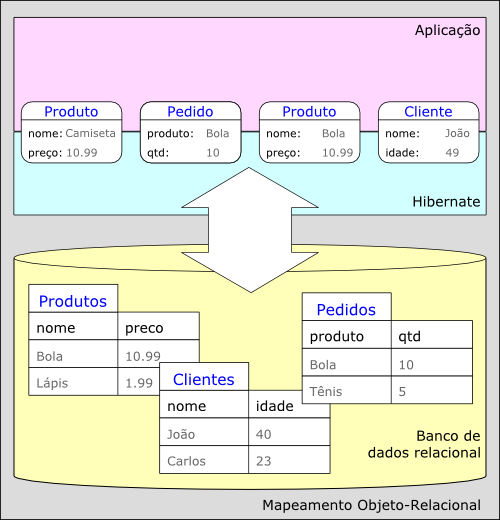 Aplicação
Produto
nome: Camiseta
preço: 10.99
Pedido
produto: Bola
qtd: 10
Produto
nome: Bola
preço: 10.99
Cliente
nome: João
idade: 49
Hibernate
Produtos
nome preco
Bola 10.99
Lápis 1.99
Clientes
nome idade
João 40
Carlos 23
Pedidos
produto qtd
Bola 10
Tênis 5
Banco de
dados relacional
Mapeamento Objeto-Relacional